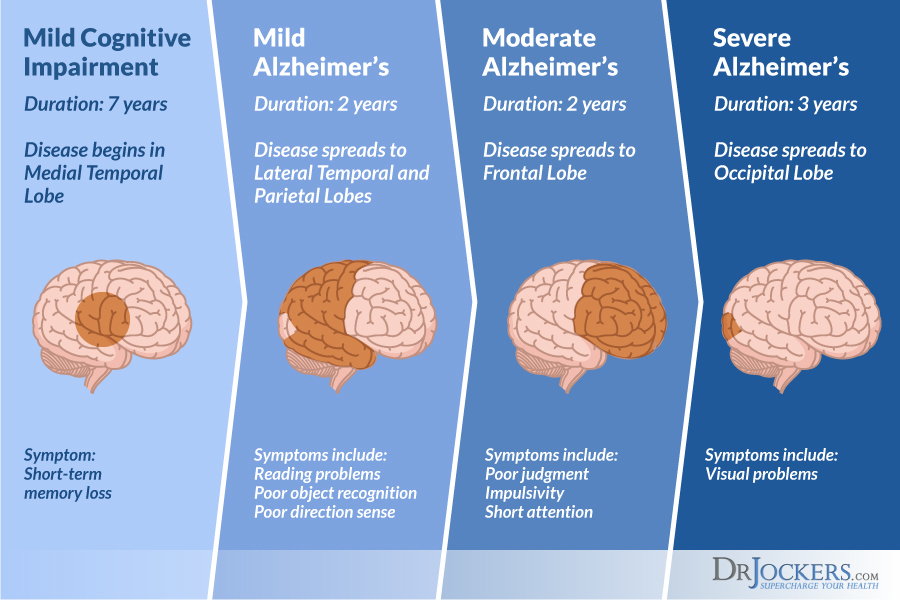 Mild Cognitive
Impairment
Duration: 7 years
Disease begins in
Medial Temporal
Lobe
Symptom:
Short-term
memory loss
Mild
Alzheimer's
Duration: 2 years
Disease spreads to
Lateral Temporal and
Parietal Lobes
Symptoms include:
Reading problems
Poor object recognition
Poor direction sense
Moderate
Alzheimer's
Duration: 2 years
Disease spreads to
Frontal Lobe
Symptoms include:
Poor judgment
Impulsivity
Short attention
Severe
Alzheimer's
Duration: 3 years
Disease spreads to
Occipital Lobe
Symptoms include:
Visual problems
DRJOCKERS.COM
SUPERCHARGE YOUR HEALTH